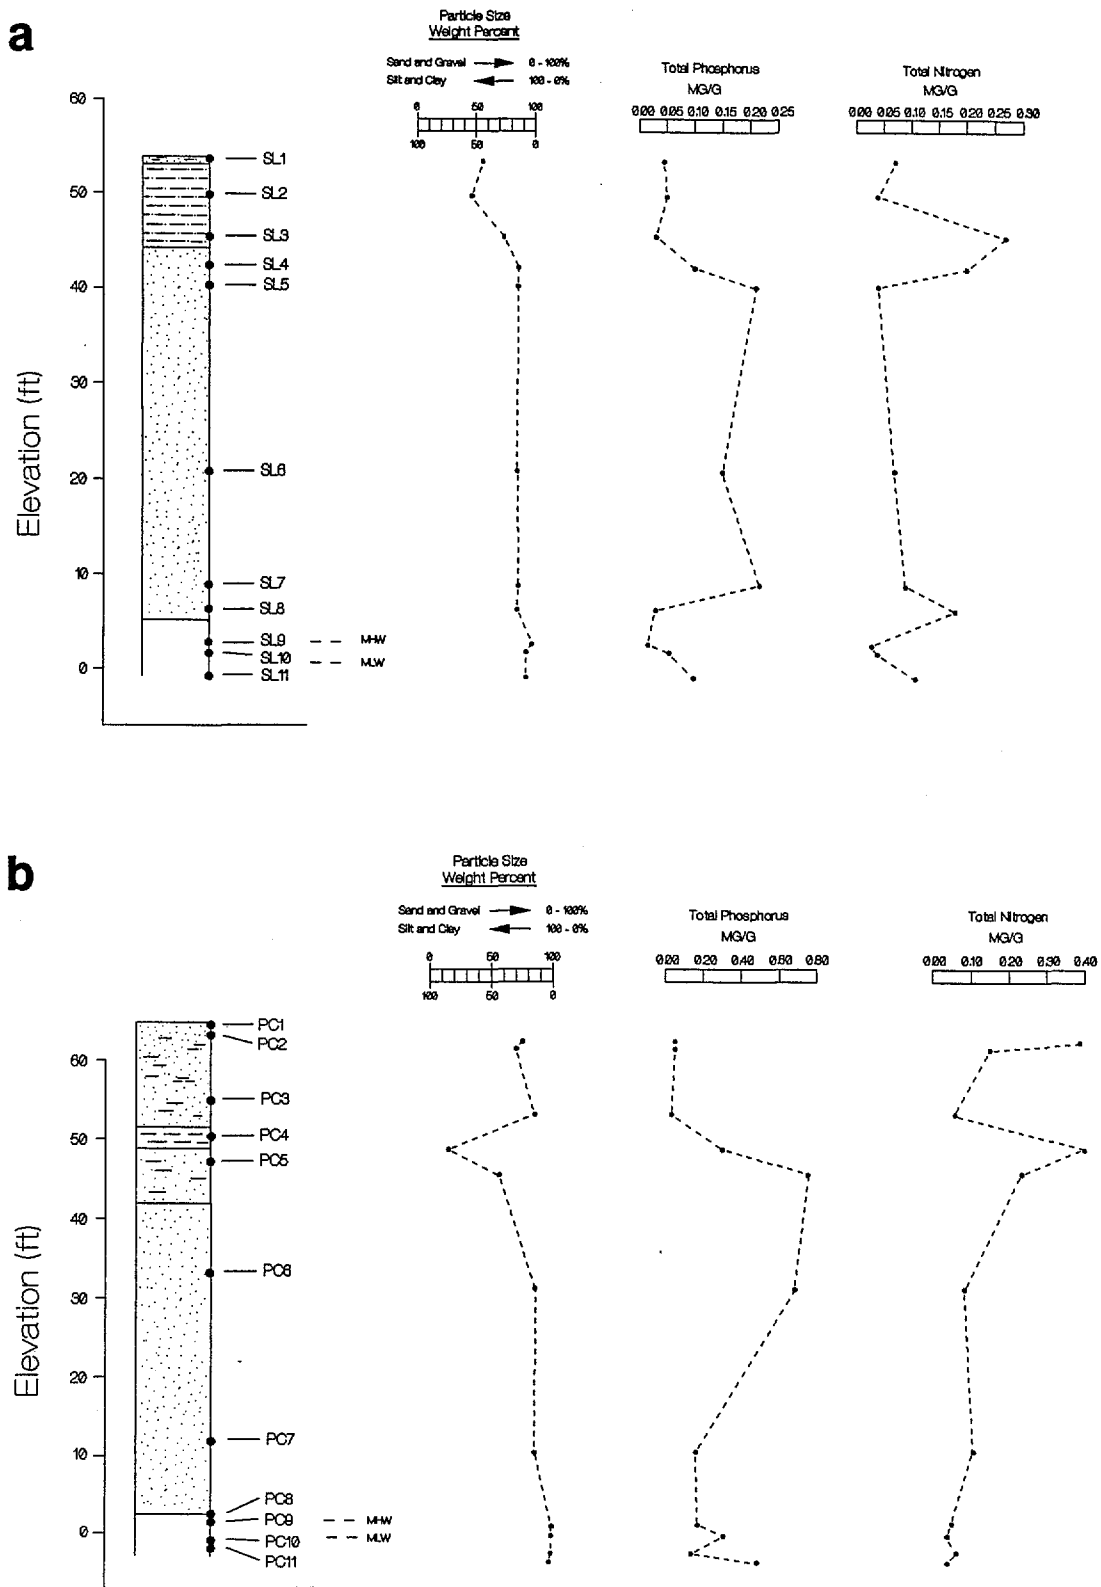 a
Particle Size
Weight Percent
Sand and Gravel 0 - 100%
Silt and Clay 100 - 0%
0 50 100
100 50 0
Total Phosphorus
MG/G
0.00 0.05 0.10 0.15 0.20 0.25
Total Nitrogen
MG/G
0.00 0.05 0.10 0.15 0.20 0.25 0.30
Elevation (ft)
60
50
40
30
20
10
0
SL1
SL2
SL3
SL4
SL5
SL6
SL7
SL8
SL9 MHW
SL10 MLW
SL11
b
Particle Size
Weight Percent
Sand and Gravel 0 - 100%
Silt and Clay 100 - 0%
0 50 100
100 50 0
Total Phosphorus
MG/G
0.00 0.20 0.40 0.60 0.80
Total Nitrogen
MG/G
0.00 0.10 0.20 0.30 0.40
Elevation (ft)
60
50
40
30
20
10
0
PC1
PC2
PC3
PC4
PC5
PC6
PC7
PC8
PC9 MHW
PC10 MLW
PC11